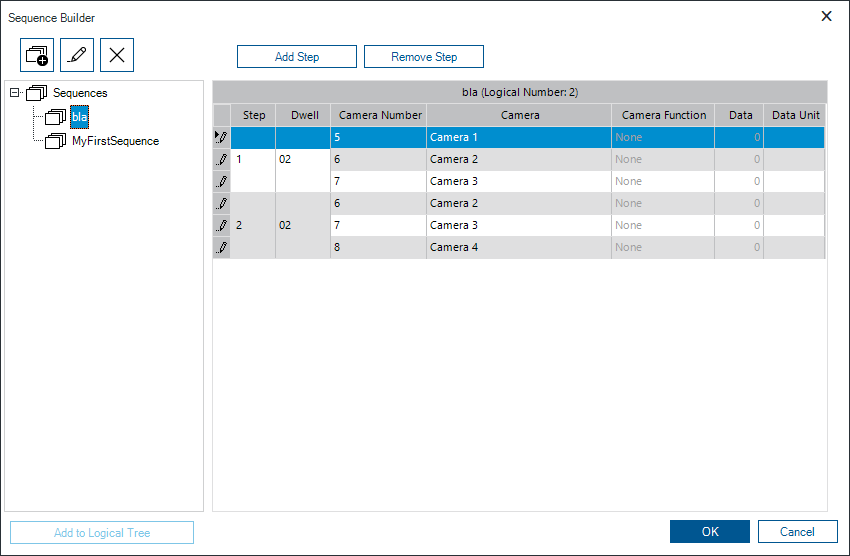 Sequence Builder
Add Step Remove Step
Sequences
bla
MyFirstSequence
bla (Logical Number: 2)
Step Dwell Camera Number Camera Camera Function Data Data Unit
5 Camera 1 None 0
1 02 6 Camera 2 None 0
7 Camera 3 None 0
6 Camera 2 None 0
2 02 7 Camera 3 None 0
8 Camera 4 None 0
Add to Logical Tree
OK Cancel